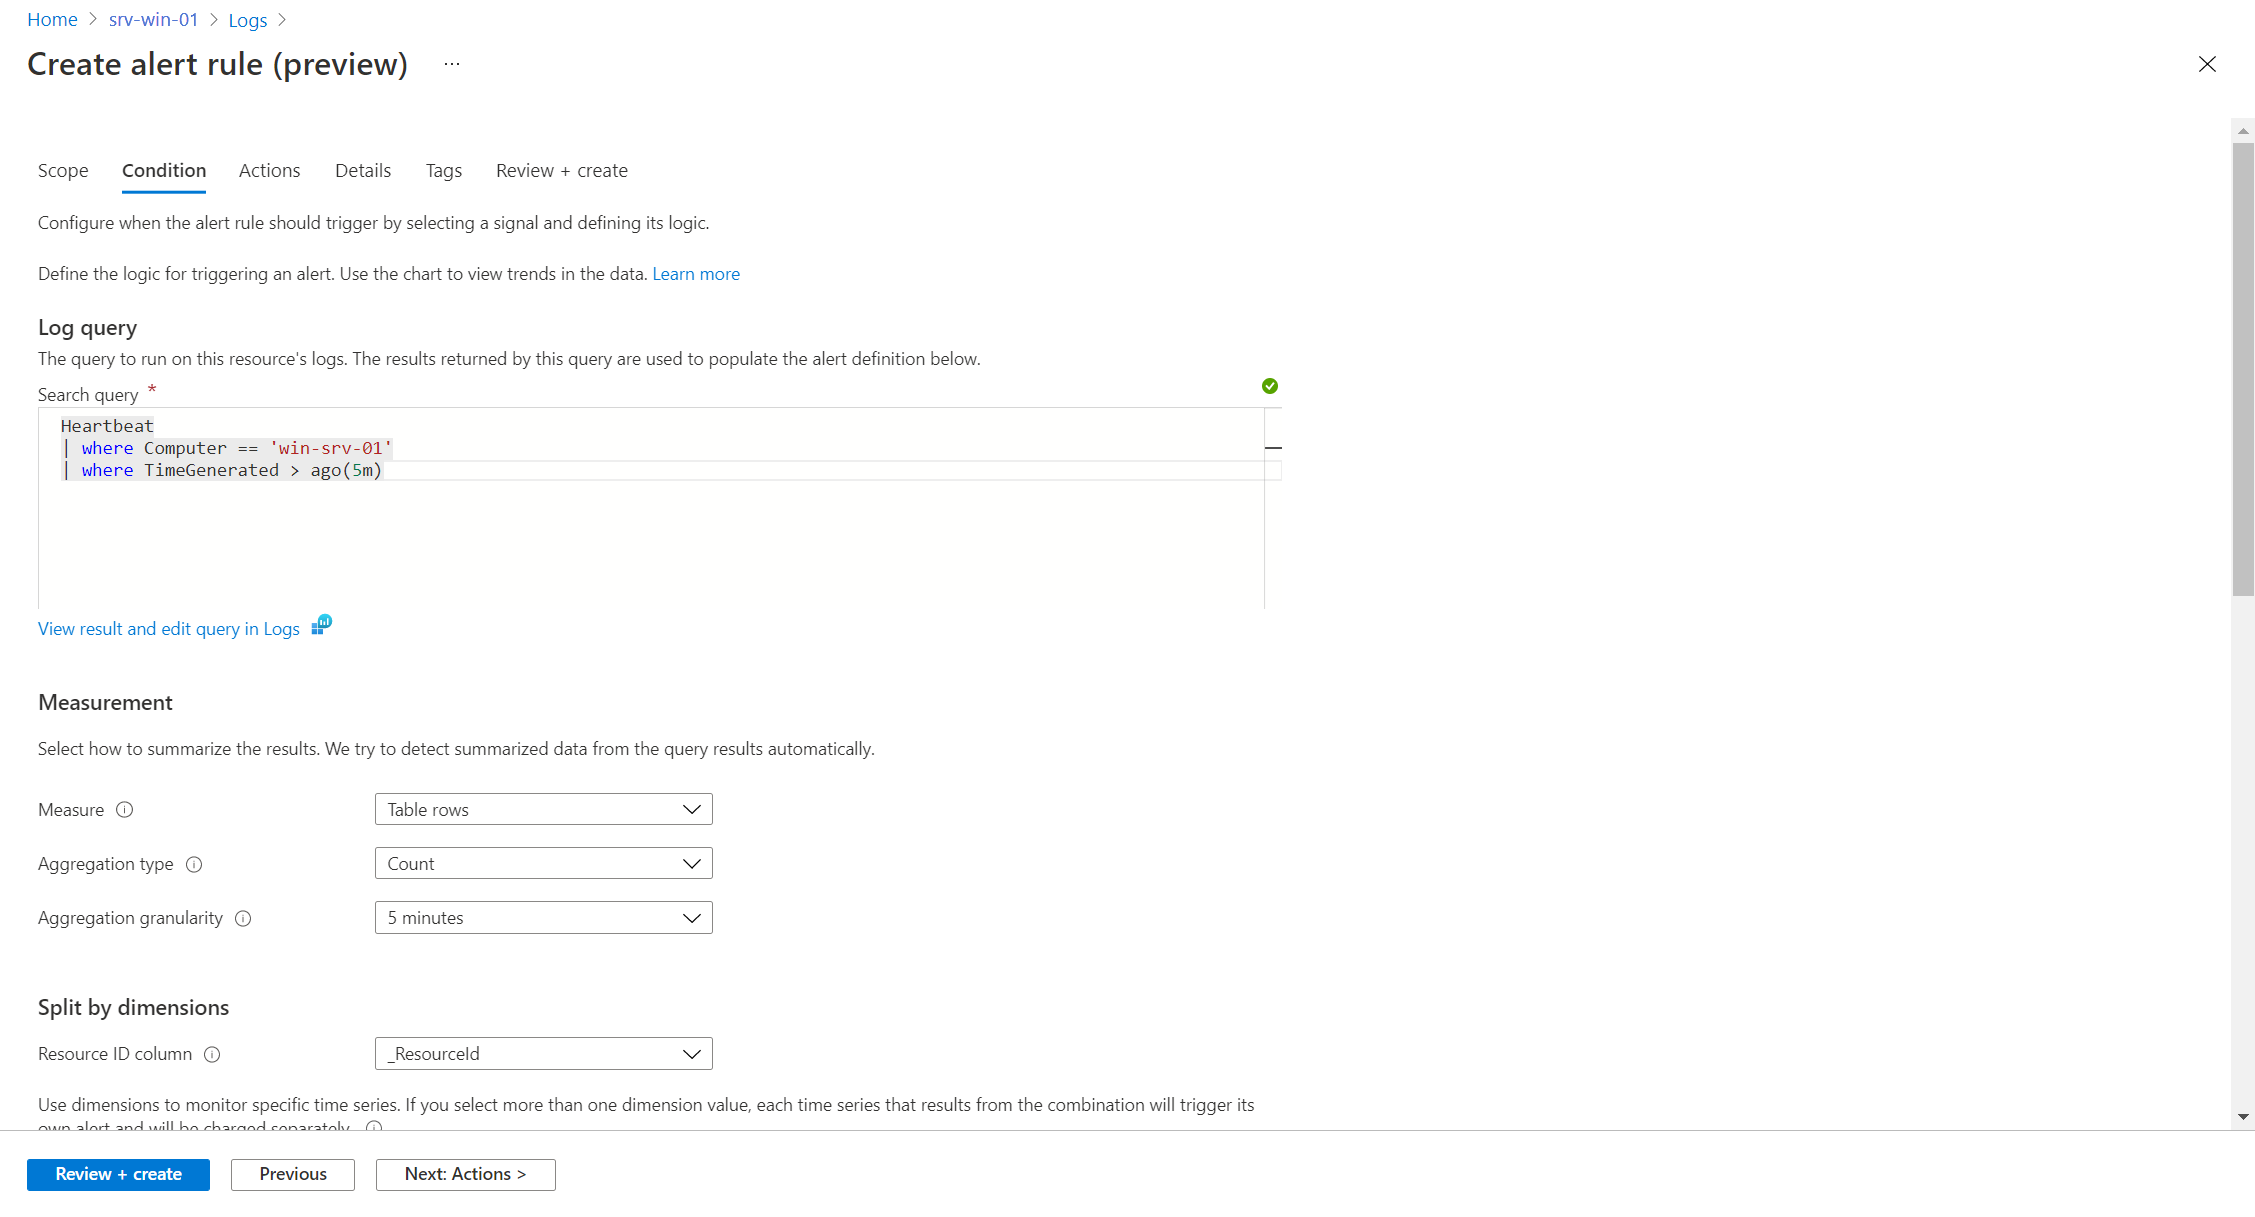 Home > srv-win-01 > Logs >
Create alert rule (preview) ...
Scope Condition Actions Details Tags Review + create
Configure when the alert rule should trigger by selecting a signal and defining its logic.
Define the logic for triggering an alert. Use the chart to view trends in the data. Learn more
Log query
The query to run on this resource's logs. The results returned by this query are used to populate the alert definition below.
Search query *
Heartbeat
| where Computer == 'win-srv-01'
| where TimeGenerated > ago(5m)
View result and edit query in Logs
Measurement
Select how to summarize the results. We try to detect summarized data from the query results automatically.
Measure Table rows
Aggregation type Count
Aggregation granularity 5 minutes
Split by dimensions
Resource ID column _ResourceId
Use dimensions to monitor specific time series. If you select more than one dimension value, each time series that results from the combination will trigger its
own alert and will be charged separately.
Review + create Previous Next: Actions >